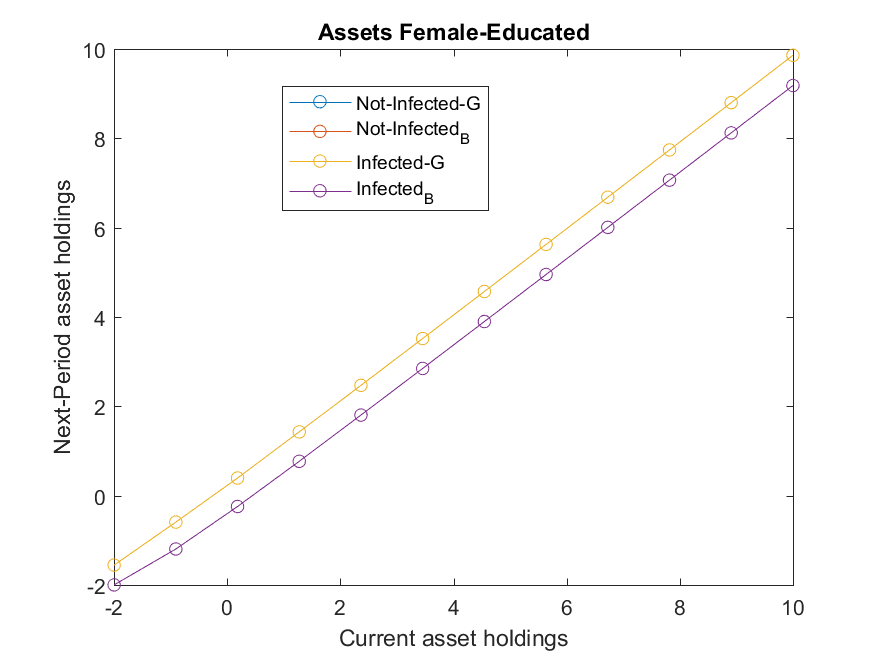 Assets Female-Educated
10
8
6
4
2
0
-2
Next-Period asset holdings
Not-Infected-G
Not-Infected_B
Infected-G
Infected_B
-2 0 2 4 6 8 10
Current asset holdings